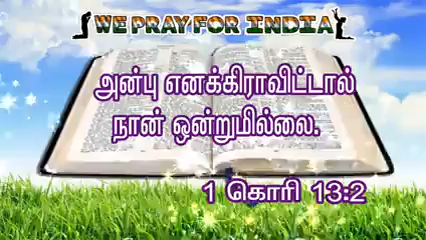 WE PRAY FOR INDIA
அன்பு எனக்கிராவிட்டால்
நான் ஒன்றுமில்லை.
1 கொரி 13:2